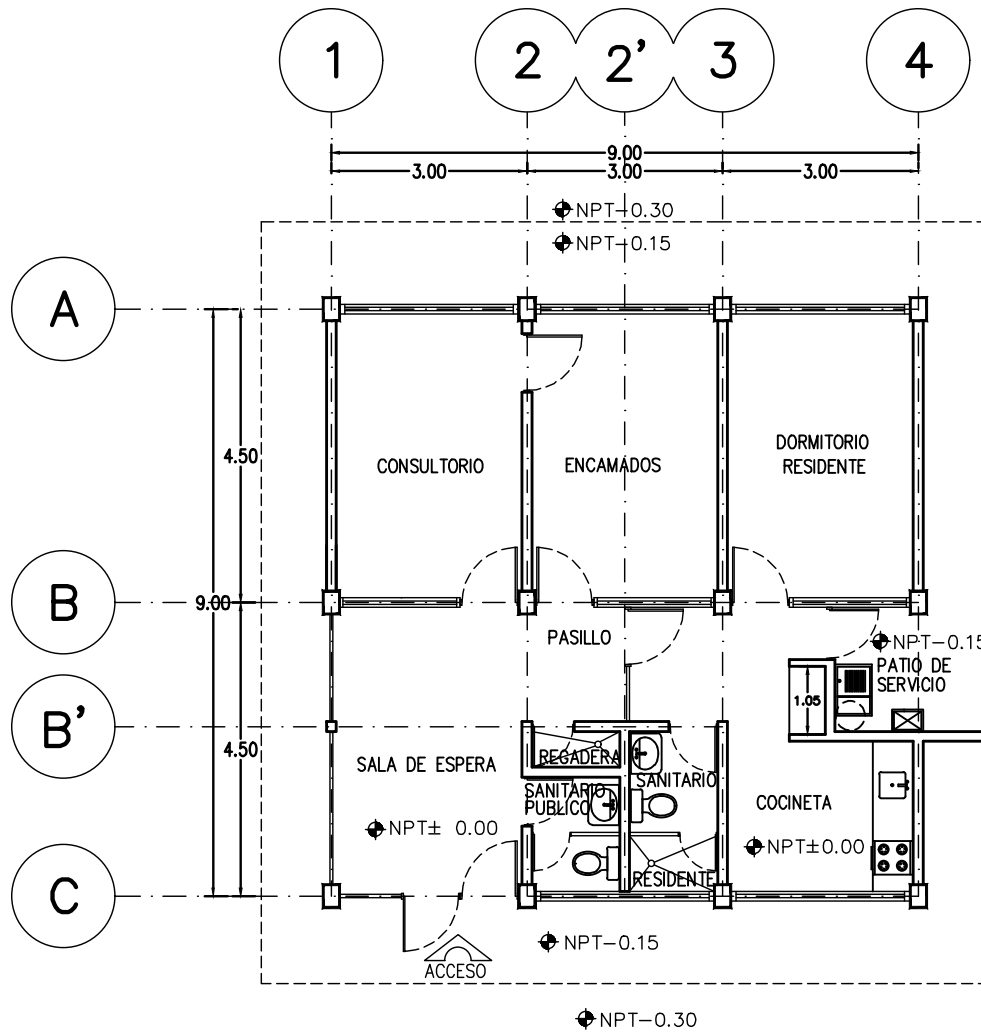 1
2
2'
3
4
9.00
3.00
3.00
3.00
NPT-0.30
NPT-0.15
A
4.50
CONSULTORIO
ENCAMADOS
DORMITORIO
RESIDENTE
B
9.00
PASILLO
NPT-0.15
PATIO DE
SERVICIO
1.05
B'
4.50
SALA DE ESPERA
REGADERA
SANITARIO
SANITARIO
PUBLICO
COCINETA
NPT± 0.00
NPT±0.00
RESIDENTE
C
NPT-0.15
ACCESO
NPT-0.30